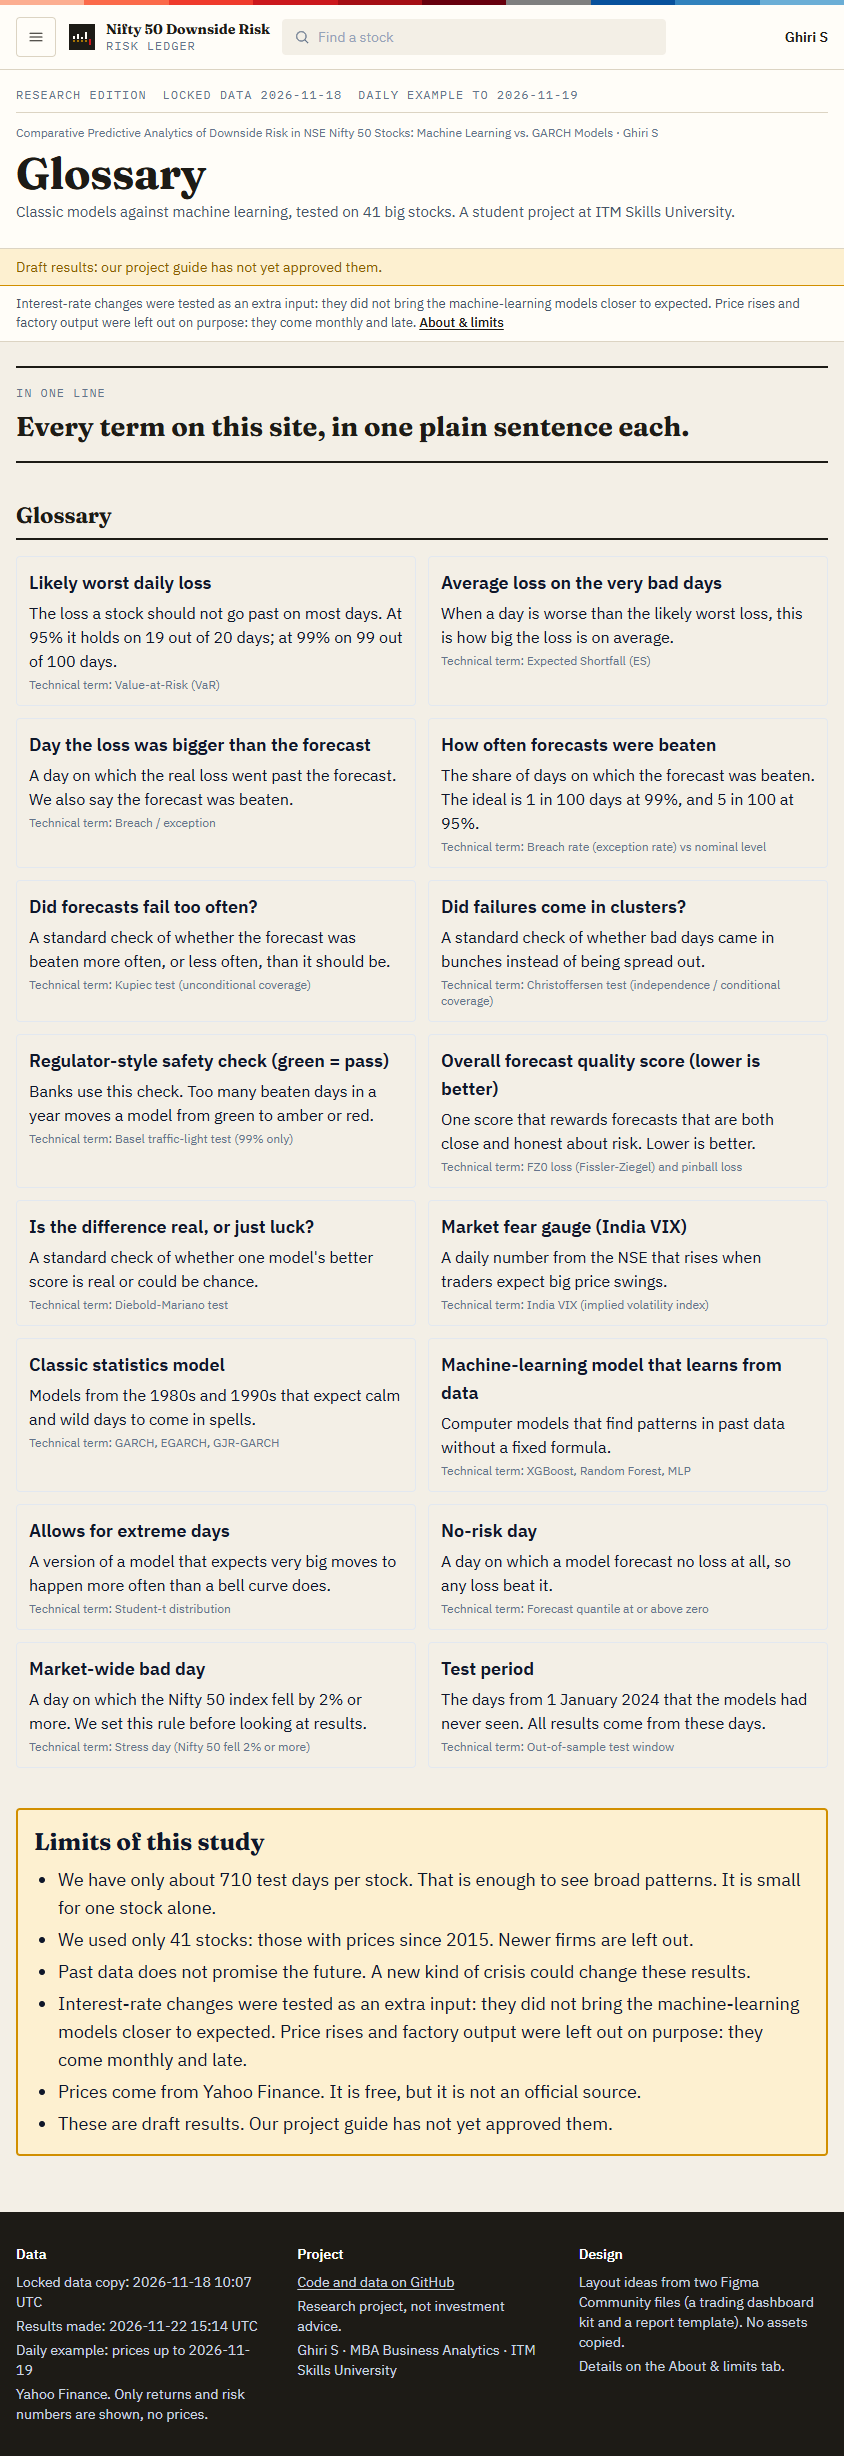 Nifty 50 Downside Risk
RISK LEDGER
Find a stock
Ghiri S
RESEARCH EDITION LOCKED DATA 2026-11-18 DAILY EXAMPLE TO 2026-11-19
Comparative Predictive Analytics of Downside Risk in NSE Nifty 50 Stocks: Machine Learning vs. GARCH Models · Ghiri S
Glossary
Classic models against machine learning, tested on 41 big stocks. A student project at ITM Skills University.
Draft results: our project guide has not yet approved them.
Interest-rate changes were tested as an extra input: they did not bring the machine-learning models closer to expected. Price rises and
factory output were left out on purpose: they come monthly and late. About & limits
IN ONE LINE
Every term on this site, in one plain sentence each.
Glossary
Likely worst daily loss
The loss a stock should not go past on most days. At
95% it holds on 19 out of 20 days; at 99% on 99 out
of 100 days.
Technical term: Value-at-Risk (VaR)
Average loss on the very bad days
When a day is worse than the likely worst loss, this
is how big the loss is on average.
Technical term: Expected Shortfall (ES)
Day the loss was bigger than the forecast
A day on which the real loss went past the forecast.
We also say the forecast was beaten.
Technical term: Breach / exception
How often forecasts were beaten
The share of days on which the forecast was beaten.
The ideal is 1 in 100 days at 99%, and 5 in 100 at
95%.
Technical term: Breach rate (exception rate) vs nominal level
Did forecasts fail too often?
A standard check of whether the forecast was
beaten more often, or less often, than it should be.
Technical term: Kupiec test (unconditional coverage)
Did failures come in clusters?
A standard check of whether bad days came in
bunches instead of being spread out.
Technical term: Christoffersen test (independence / conditional
coverage)
Regulator-style safety check (green = pass)
Banks use this check. Too many beaten days in a
year moves a model from green to amber or red.
Technical term: Basel traffic-light test (99% only)
Overall forecast quality score (lower is
better)
One score that rewards forecasts that are both
close and honest about risk. Lower is better.
Technical term: FZ0 loss (Fissler-Ziegel) and pinball loss
Is the difference real, or just luck?
A standard check of whether one model's better
score is real or could be chance.
Technical term: Diebold-Mariano test
Market fear gauge (India VIX)
A daily number from the NSE that rises when
traders expect big price swings.
Technical term: India VIX (implied volatility index)
Classic statistics model
Models from the 1980s and 1990s that expect calm
and wild days to come in spells.
Technical term: GARCH, EGARCH, GJR-GARCH
Machine-learning model that learns from
data
Computer models that find patterns in past data
without a fixed formula.
Technical term: XGBoost, Random Forest, MLP
Allows for extreme days
A version of a model that expects very big moves to
happen more often than a bell curve does.
Technical term: Student-t distribution
No-risk day
A day on which a model forecast no loss at all, so
any loss beat it.
Technical term: Forecast quantile at or above zero
Market-wide bad day
A day on which the Nifty 50 index fell by 2% or
more. We set this rule before looking at results.
Technical term: Stress day (Nifty 50 fell 2% or more)
Test period
The days from 1 January 2024 that the models had
never seen. All results come from these days.
Technical term: Out-of-sample test window
Limits of this study
• We have only about 710 test days per stock. That is enough to see broad patterns. It is small
for one stock alone.
• We used only 41 stocks: those with prices since 2015. Newer firms are left out.
• Past data does not promise the future. A new kind of crisis could change these results.
• Interest-rate changes were tested as an extra input: they did not bring the machine-learning
models closer to expected. Price rises and factory output were left out on purpose: they
come monthly and late.
• Prices come from Yahoo Finance. It is free, but it is not an official source.
• These are draft results. Our project guide has not yet approved them.
Data
Locked data copy: 2026-11-18 10:07
UTC
Results made: 2026-11-22 15:14 UTC
Daily example: prices up to 2026-11-
19
Yahoo Finance. Only returns and risk
numbers are shown, no prices.
Project
Code and data on GitHub
Research project, not investment
advice.
Ghiri S · MBA Business Analytics · ITM
Skills University
Design
Layout ideas from two Figma
Community files (a trading dashboard
kit and a report template). No assets
copied.
Details on the About & limits tab.